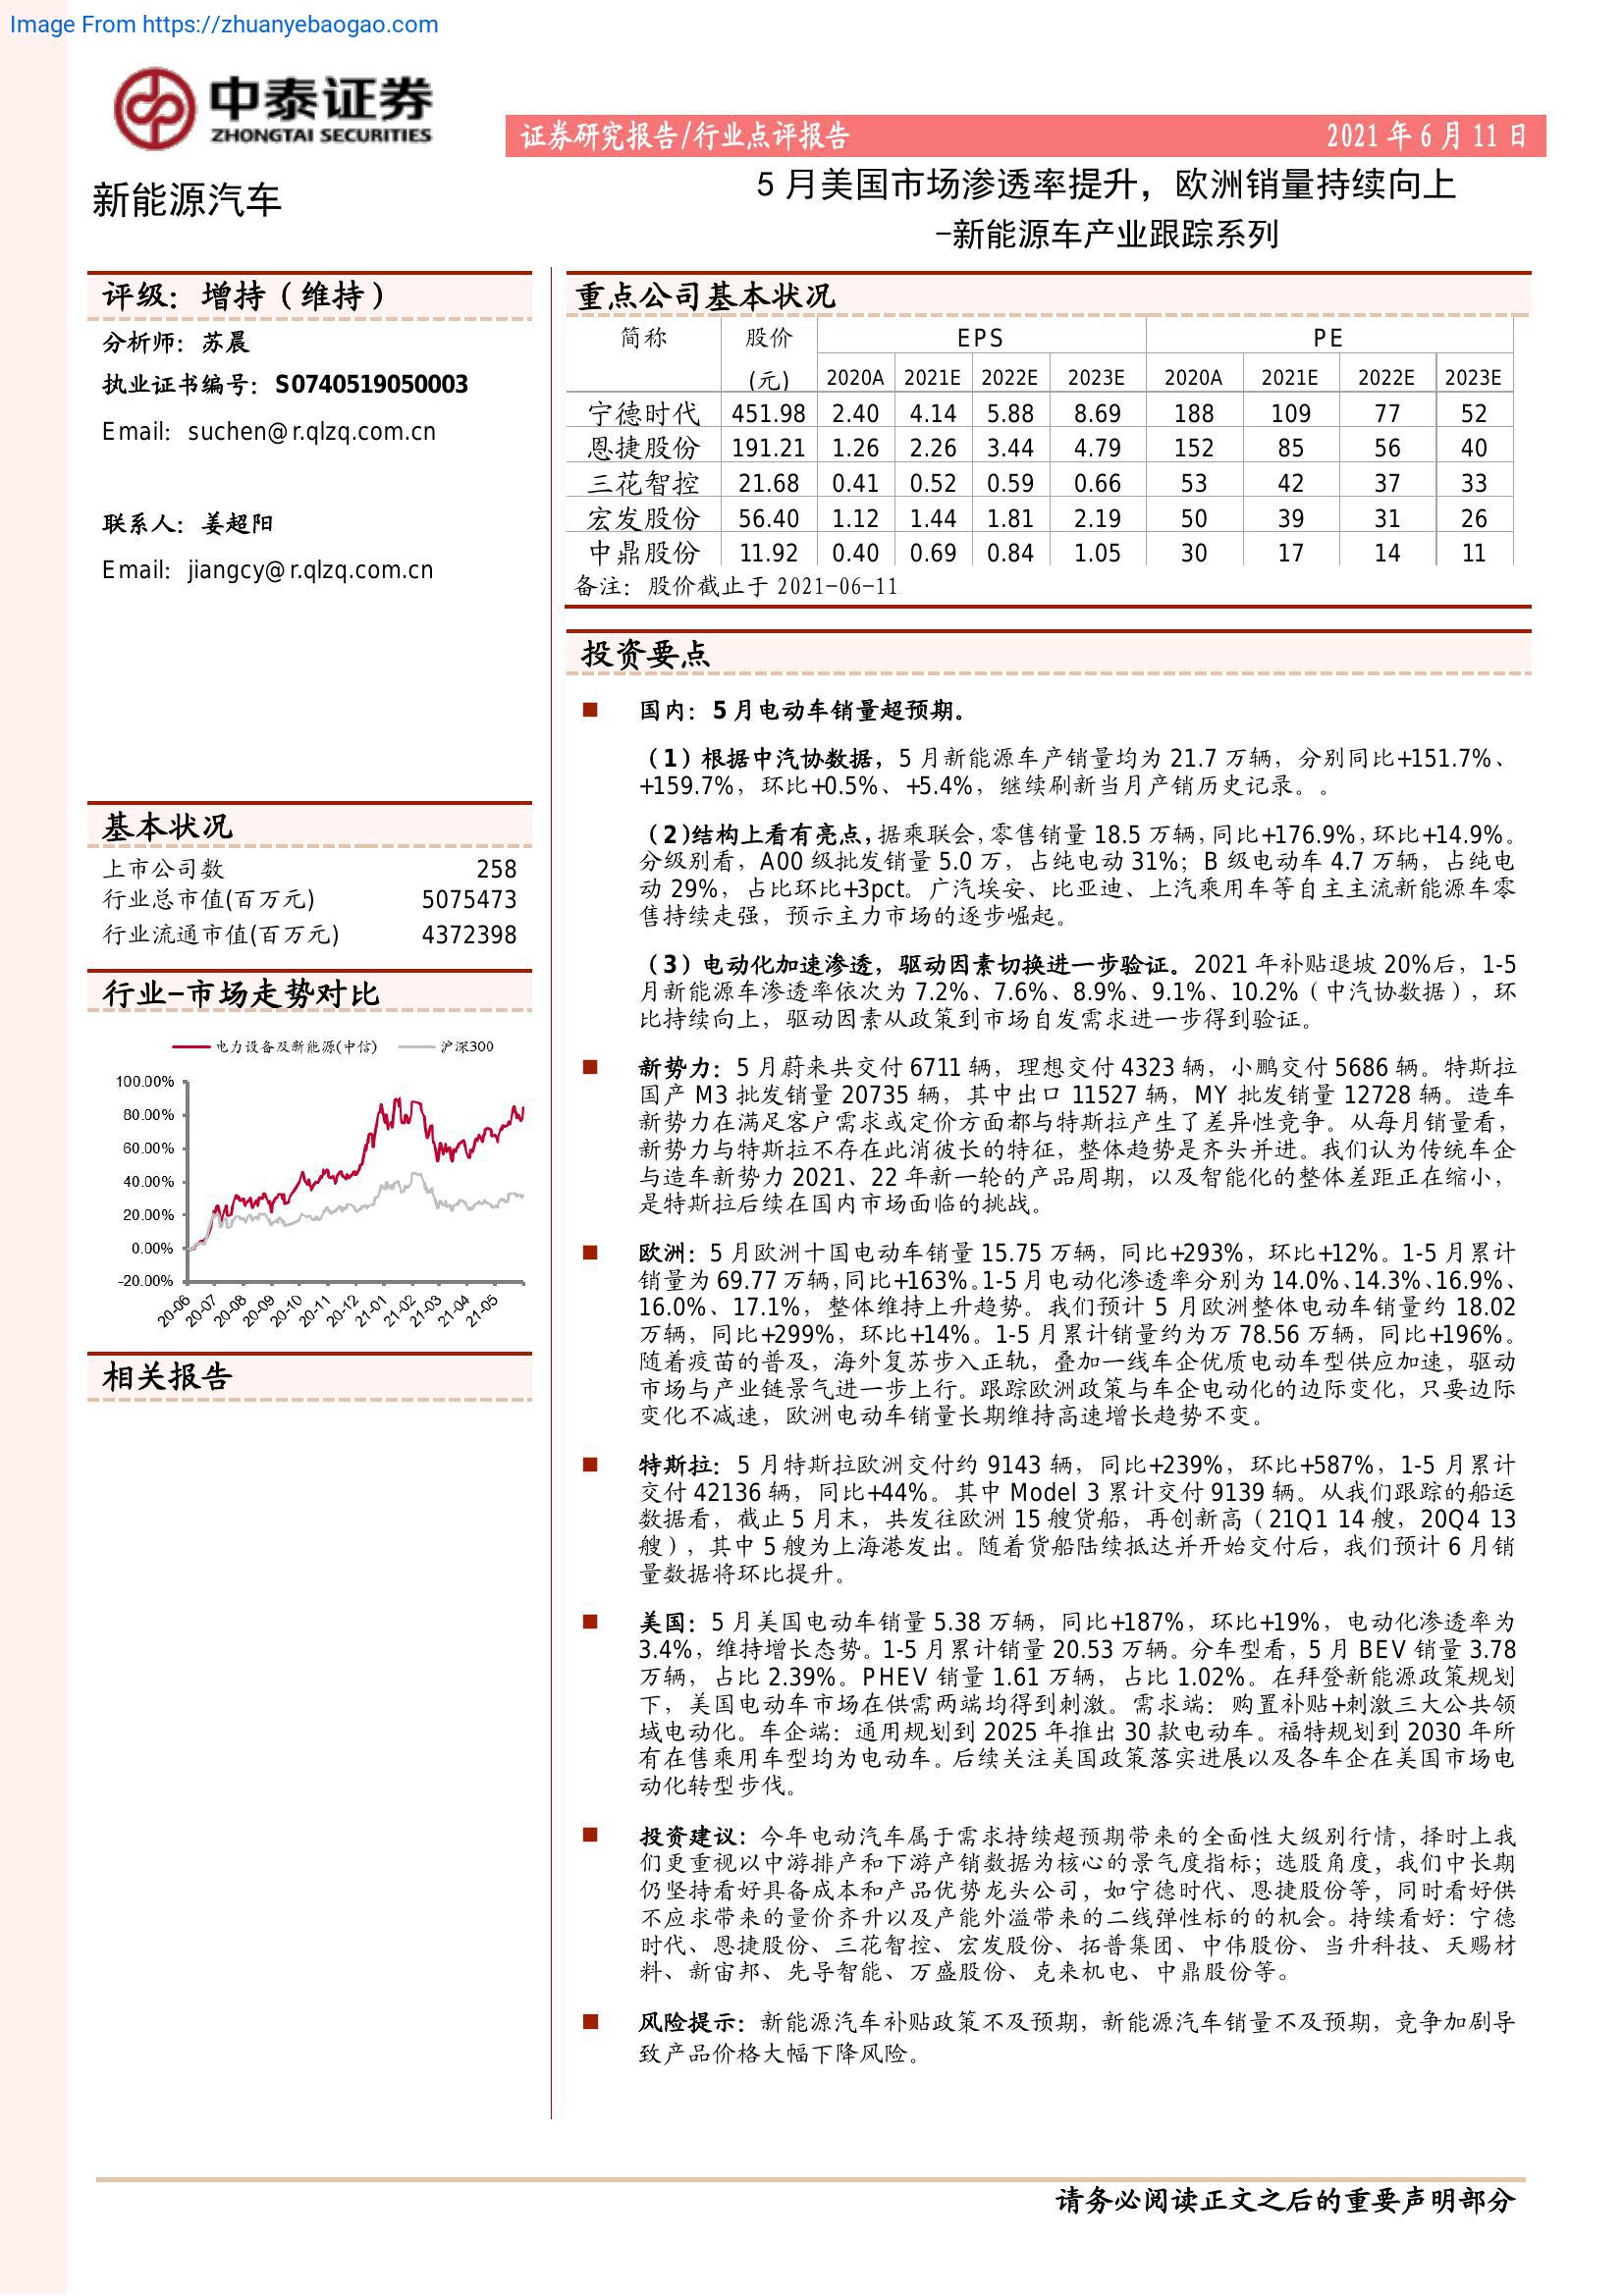 Image From https://zhuanyebaogao.com
中泰证券
ZHONGTAI SECURITIES
证券研究报告/行业点评报告 2021 年 6 月 11 日
新能源汽车
5 月美国市场渗透率提升，欧洲销量持续向上
-新能源车产业跟踪系列
评级：增持（维持）
分析师：苏晨
执业证书编号：S0740519050003
Email：suchen@r.qlzq.com.cn
联系人：姜超阳
Email：jiangcy@r.qlzq.com.cn
基本状况
上市公司数 258
行业总市值(百万元) 5075473
行业流通市值(百万元) 4372398
行业-市场走势对比
电力设备及新能源(中信) 沪深300
100.00%
80.00%
60.00%
40.00%
20.00%
0.00%
-20.00%
20-06 20-07 20-08 20-09 20-10 20-11 20-12 21-01 21-02 21-03 21-04 21-05
相关报告
重点公司基本状况
简称 股价 EPS PE
(元) 2020A 2021E 2022E 2023E 2020A 2021E 2022E 2023E
宁德时代 451.98 2.40 4.14 5.88 8.69 188 109 77 52
恩捷股份 191.21 1.26 2.26 3.44 4.79 152 85 56 40
三花智控 21.68 0.41 0.52 0.59 0.66 53 42 37 33
宏发股份 56.40 1.12 1.44 1.81 2.19 50 39 31 26
中鼎股份 11.92 0.40 0.69 0.84 1.05 30 17 14 11
备注：股价截止于 2021-06-11
投资要点
国内：5 月电动车销量超预期。
（1）根据中汽协数据，5 月新能源车产销量均为 21.7 万辆，分别同比+151.7%、
+159.7%，环比+0.5%、+5.4%，继续刷新当月产销历史记录。。
（2)结构上看有亮点，据乘联会，零售销量 18.5 万辆，同比+176.9%，环比+14.9%。
分级别看，A00 级批发销量 5.0 万，占纯电动 31%；B 级电动车 4.7 万辆，占纯电
动 29%，占比环比+3pct。广汽埃安、比亚迪、上汽乘用车等自主主流新能源车零
售持续走强，预示主力市场的逐步崛起。
（3）电动化加速渗透，驱动因素切换进一步验证。2021 年补贴退坡 20%后，1-5
月新能源车渗透率依次为 7.2%、7.6%、8.9%、9.1%、10.2%（中汽协数据），环
比持续向上，驱动因素从政策到市场自发需求进一步得到验证。
新势力：5 月蔚来共交付 6711 辆，理想交付 4323 辆，小鹏交付 5686 辆。特斯拉
国产 M3 批发销量 20735 辆，其中出口 11527 辆，MY 批发销量 12728 辆。造车
新势力在满足客户需求或定价方面都与特斯拉产生了差异性竞争。从每月销量看，
新势力与特斯拉不存在此消彼长的特征，整体趋势是齐头并进。我们认为传统车企
与造车新势力 2021、22 年新一轮的产品周期，以及智能化的整体差距正在缩小，
是特斯拉后续在国内市场面临的挑战。
欧洲：5 月欧洲十国电动车销量 15.75 万辆，同比+293%，环比+12%。1-5 月累计
销量为 69.77 万辆，同比+163%。1-5 月电动化渗透率分别为 14.0%、14.3%、16.9%、
16.0%、17.1%，整体维持上升趋势。我们预计 5 月欧洲整体电动车销量约 18.02
万辆，同比+299%，环比+14%。1-5 月累计销量约为万 78.56 万辆，同比+196%。
随着疫苗的普及，海外复苏步入正轨，叠加一线车企优质电动车型供应加速，驱动
市场与产业链景气进一步上行。跟踪欧洲政策与车企电动化的边际变化，只要边际
变化不减速，欧洲电动车销量长期维持高速增长趋势不变。
特斯拉：5 月特斯拉欧洲交付约 9143 辆，同比+239%，环比+587%，1-5 月累计
交付 42136 辆，同比+44%。其中 Model 3 累计交付 9139 辆。从我们跟踪的船运
数据看，截止 5 月末，共发往欧洲 15 艘货船，再创新高（21Q1 14 艘，20Q4 13
艘），其中 5 艘为上海港发出。随着货船陆续抵达并开始交付后，我们预计 6 月销
量数据将环比提升。
美国：5 月美国电动车销量 5.38 万辆，同比+187%，环比+19%，电动化渗透率为
3.4%，维持增长态势。1-5 月累计销量 20.53 万辆。分车型看，5 月 BEV 销量 3.78
万辆，占比 2.39%。PHEV 销量 1.61 万辆，占比 1.02%。在拜登新能源政策规划
下，美国电动车市场在供需两端均得到刺激。需求端：购置补贴+刺激三大公共领
域电动化。车企端：通用规划到 2025 年推出 30 款电动车。福特规划到 2030 年所
有在售乘用车型均为电动车。后续关注美国政策落实进展以及各车企在美国市场电
动化转型步伐。
投资建议：今年电动汽车属于需求持续超预期带来的全面性大级别行情，择时上我
们更重视以中游排产和下游产销数据为核心的景气度指标；选股角度，我们中长期
仍坚持看好具备成本和产品优势龙头公司，如宁德时代、恩捷股份等，同时看好供
不应求带来的量价齐升以及产能外溢带来的二线弹性标的的机会。持续看好：宁德
时代、恩捷股份、三花智控、宏发股份、拓普集团、中伟股份、当升科技、天赐材
料、新宙邦、先导智能、万盛股份、克来机电、中鼎股份等。
风险提示：新能源汽车补贴政策不及预期，新能源汽车销量不及预期，竞争加剧导
致产品价格大幅下降风险。
请务必阅读正文之后的重要声明部分